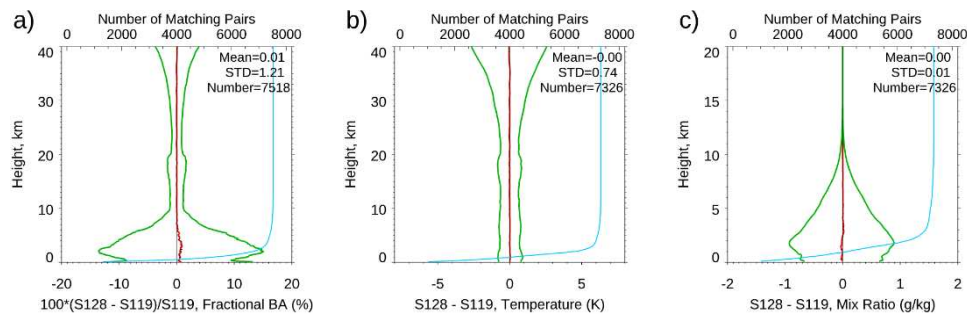 a)
Number of Matching Pairs
0 2000 4000 6000 8000
Mean=0.01
STD=1.21
Number=7518
40
30
20
10
0
Height, km
-20 -10 0 10 20
100*(S128 - S119)/S119, Fractional BA (%)
b)
Number of Matching Pairs
0 2000 4000 6000 8000
Mean=-0.00
STD=0.74
Number=7326
40
30
20
10
0
Height, km
-5 0 5
S128 - S119, Temperature (K)
c)
Number of Matching Pairs
0 2000 4000 6000 8000
Mean=0.00
STD=0.01
Number=7326
20
15
10
5
0
Height, km
-2 -1 0 1 2
S128 - S119, Mix Ratio (g/kg)